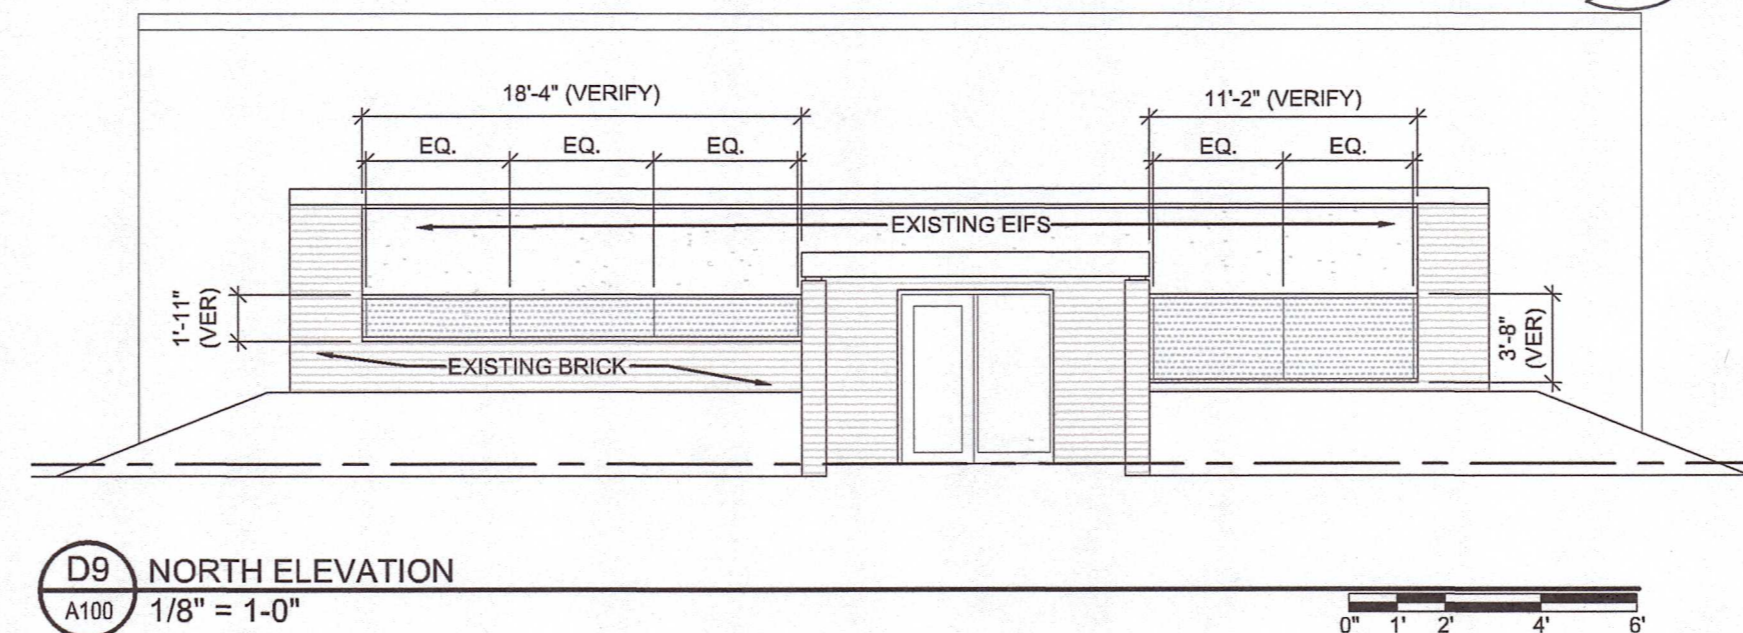 18'-4" (VERIFY)
11'-2" (VERIFY)
EQ.
EQ.
EQ.
EQ.
EQ.
EXISTING EIFS
1'-11"
(VER)
3'-8"
(VER)
EXISTING BRICK
D9
A100
NORTH ELEVATION
1/8" = 1-0"
0" 1' 2' 4' 6'